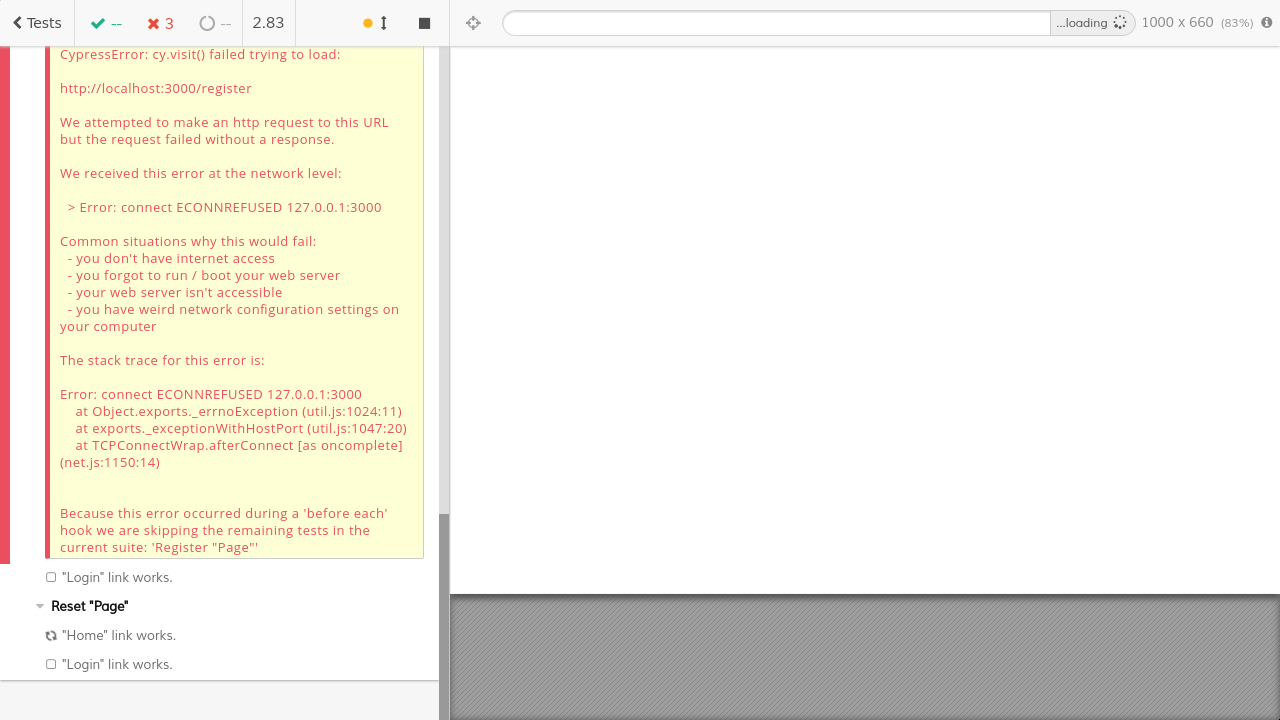 Tests
--
3
--
2.83
...loading
1000 x 660 (83%)
CypressError: cy.visit() failed trying to load:
http://localhost:3000/register
We attempted to make an http request to this URL
but the request failed without a response.
We received this error at the network level:
> Error: connect ECONNREFUSED 127.0.0.1:3000
Common situations why this would fail:
- you don't have internet access
- you forgot to run / boot your web server
- your web server isn't accessible
- you have weird network configuration settings on
your computer
The stack trace for this error is:
Error: connect ECONNREFUSED 127.0.0.1:3000
at Object.exports._errnoException (util.js:1024:11)
at exports._exceptionWithHostPort (util.js:1047:20)
at TCPConnectWrap.afterConnect [as oncomplete]
(net.js:1150:14)
Because this error occurred during a 'before each'
hook we are skipping the remaining tests in the
current suite: 'Register "Page"'
"Login" link works.
Reset "Page"
"Home" link works.
"Login" link works.